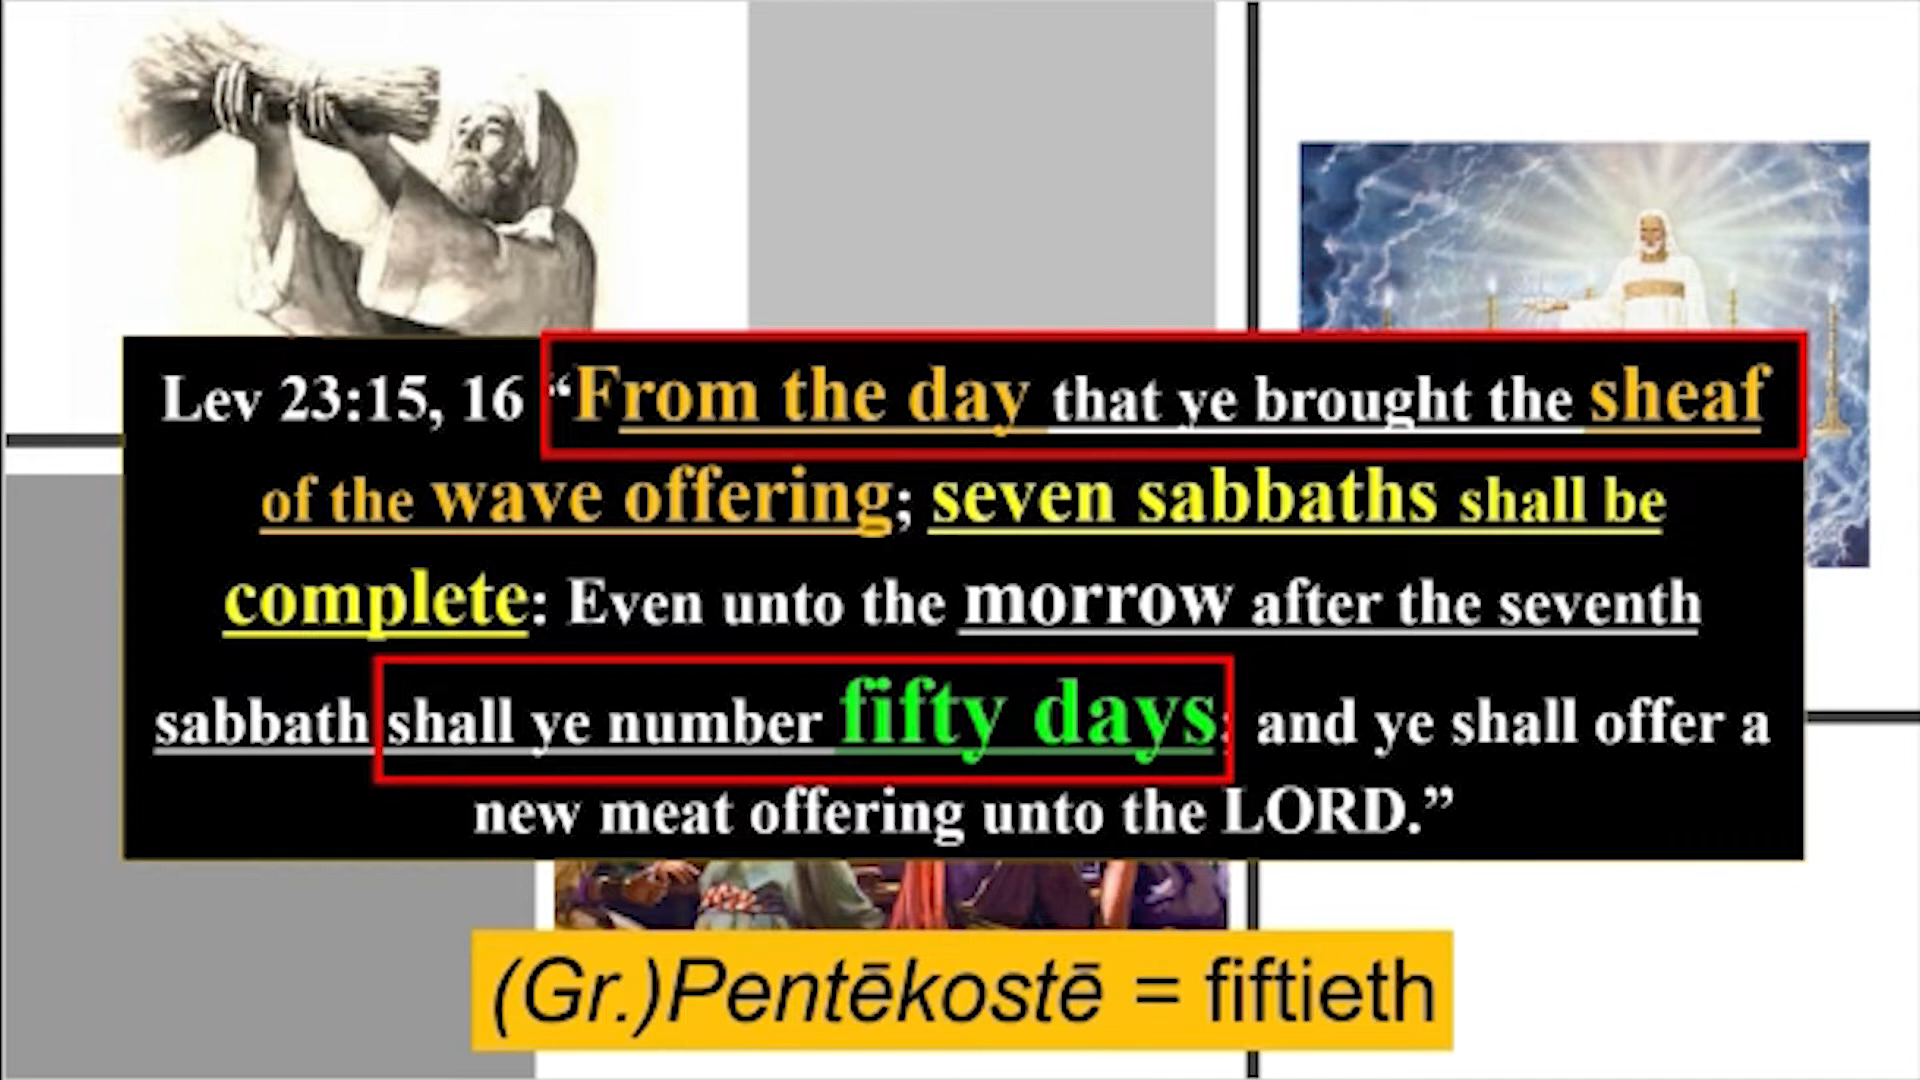 Lev 23:15, 16 “From the day that ye brought the sheaf
of the wave offering; seven sabbaths shall be
complete: Even unto the morrow after the seventh
sabbath shall ye number fifty days; and ye shall offer a
new meat offering unto the LORD.”
(Gr.)Pentēkostē = fiftieth